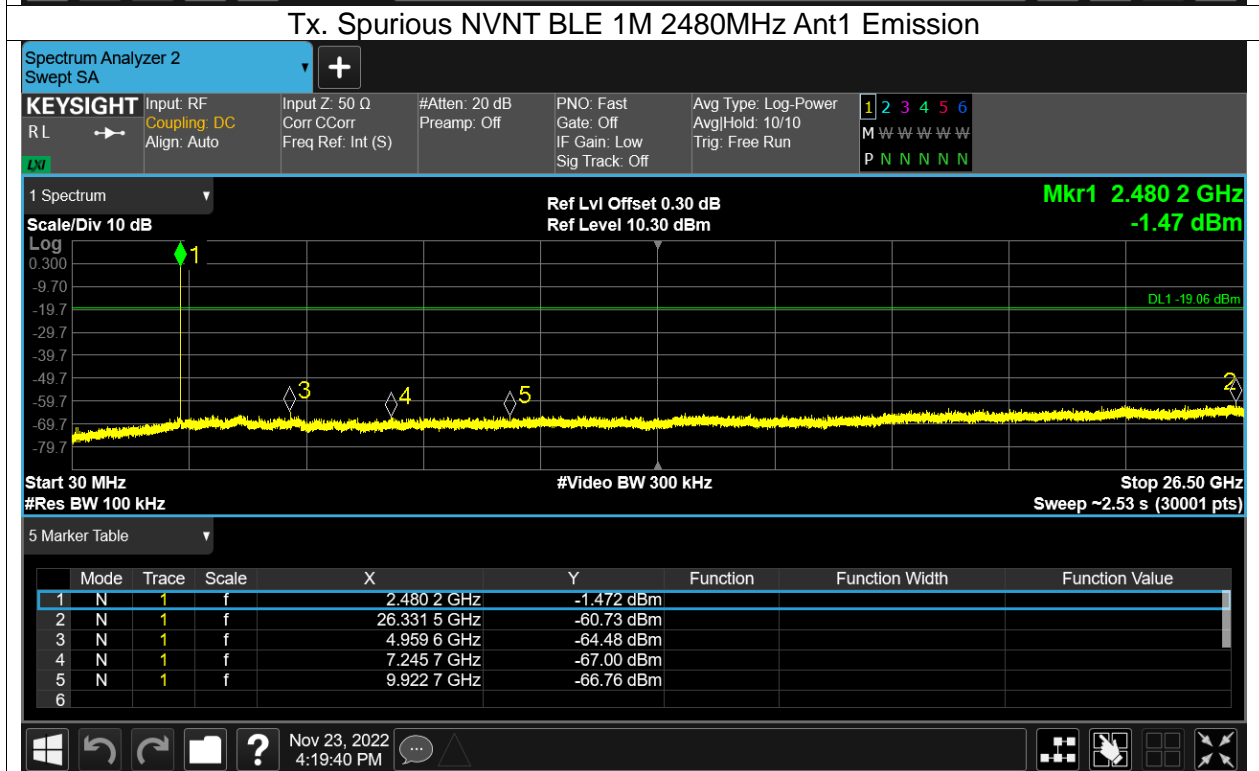 Tx. Spurious NVNT BLE 1M 2480MHz Ant1 Emission
Spectrum Analyzer 2
Swept SA
KEYSIGHT
R L
LXI
Input: RF
Coupling: DC
Align: Auto
Input Z: 50 Ω
Corr CCorr
Freq Ref: Int (S)
#Atten: 20 dB
Preamp: Off
PNO: Fast
Gate: Off
IF Gain: Low
Sig Track: Off
Avg Type: Log-Power
Avg|Hold: 10/10
Trig: Free Run
1 2 3 4 5 6
M W W W W W
P N N N N N
1 Spectrum
Scale/Div 10 dB
Ref Lvl Offset 0.30 dB
Ref Level 10.30 dBm
Mkr1 2.480 2 GHz
-1.47 dBm
Log
0.300
-9.70
-19.7
-29.7
-39.7
-49.7
-59.7
-69.7
-79.7
1
DL1 -19.06 dBm
3
4
5
2
Start 30 MHz
#Res BW 100 kHz
#Video BW 300 kHz
Stop 26.50 GHz
Sweep ~2.53 s (30001 pts)
5 Marker Table
Mode Trace Scale X Y Function Function Width Function Value
1 N 1 f 2.480 2 GHz -1.472 dBm
2 N 1 f 26.331 5 GHz -60.73 dBm
3 N 1 f 4.959 6 GHz -64.48 dBm
4 N 1 f 7.245 7 GHz -67.00 dBm
5 N 1 f 9.922 7 GHz -66.76 dBm
6
?
Nov 23, 2022
4:19:40 PM